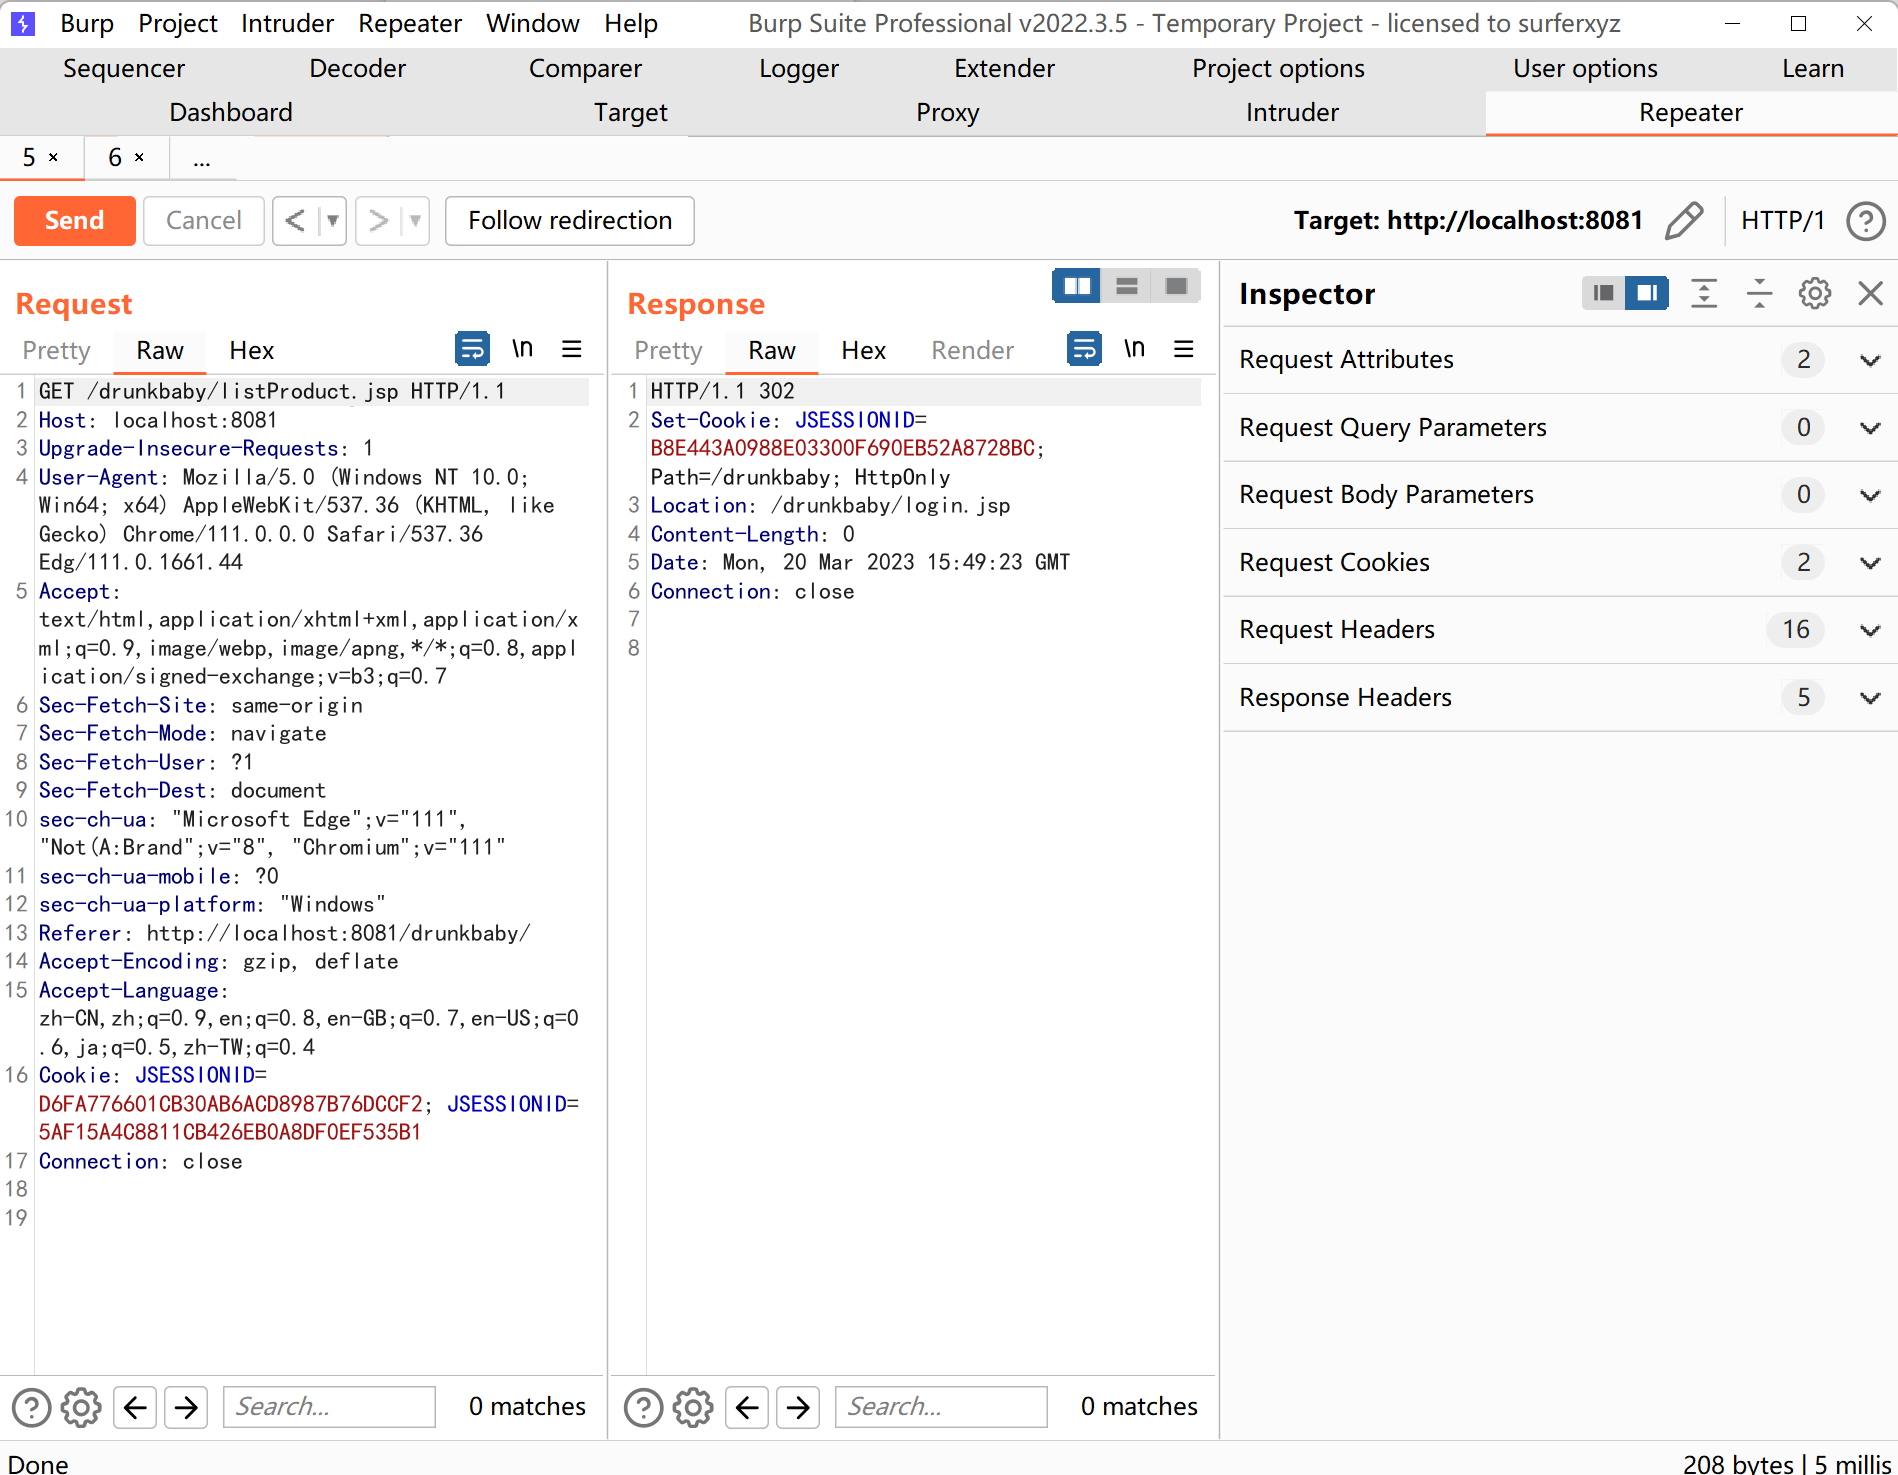 Burp Project Intruder Repeater Window Help Burp Suite Professional v2022.3.5 - Temporary Project - licensed to surferxyz
Sequencer Decoder Comparer Logger Extender Project options User options Learn
Dashboard Target Proxy Intruder Repeater
5 × 6 × ...
Send Cancel < > Follow redirection Target: http://localhost:8081 HTTP/1 ?
Request
Pretty Raw Hex \n
1 GET /drunkbaby/listProduct.jsp HTTP/1.1
2 Host: localhost:8081
3 Upgrade-Insecure-Requests: 1
4 User-Agent: Mozilla/5.0 (Windows NT 10.0;
Win64; x64) AppleWebKit/537.36 (KHTML, like
Gecko) Chrome/111.0.0.0 Safari/537.36
Edg/111.0.1661.44
5 Accept:
text/html,application/xhtml+xml,application/x
ml;q=0.9,image/webp,image/apng,*/*;q=0.8,appl
ication/signed-exchange;v=b3;q=0.7
6 Sec-Fetch-Site: same-origin
7 Sec-Fetch-Mode: navigate
8 Sec-Fetch-User: ?1
9 Sec-Fetch-Dest: document
10 sec-ch-ua: "Microsoft Edge";v="111",
"Not(A:Brand";v="8", "Chromium";v="111"
11 sec-ch-ua-mobile: ?0
12 sec-ch-ua-platform: "Windows"
13 Referer: http://localhost:8081/drunkbaby/
14 Accept-Encoding: gzip, deflate
15 Accept-Language:
zh-CN,zh;q=0.9,en;q=0.8,en-GB;q=0.7,en-US;q=0
.6,ja;q=0.5,zh-TW;q=0.4
16 Cookie: JSESSIONID=
D6FA776601CB30AB6ACD8987B76DCCF2; JSESSIONID=
5AF15A4C8811CB426EB0A8DF0EF535B1
17 Connection: close
18
19
? Search... 0 matches
Response
Pretty Raw Hex Render \n
1 HTTP/1.1 302
2 Set-Cookie: JSESSIONID=
B8E443A0988E03300F690EB52A8728BC;
Path=/drunkbaby; HttpOnly
3 Location: /drunkbaby/login.jsp
4 Content-Length: 0
5 Date: Mon, 20 Mar 2023 15:49:23 GMT
6 Connection: close
7
8
? Search... 0 matches
Inspector
Request Attributes 2
Request Query Parameters 0
Request Body Parameters 0
Request Cookies 2
Request Headers 16
Response Headers 5
Done 208 bytes | 5 millis